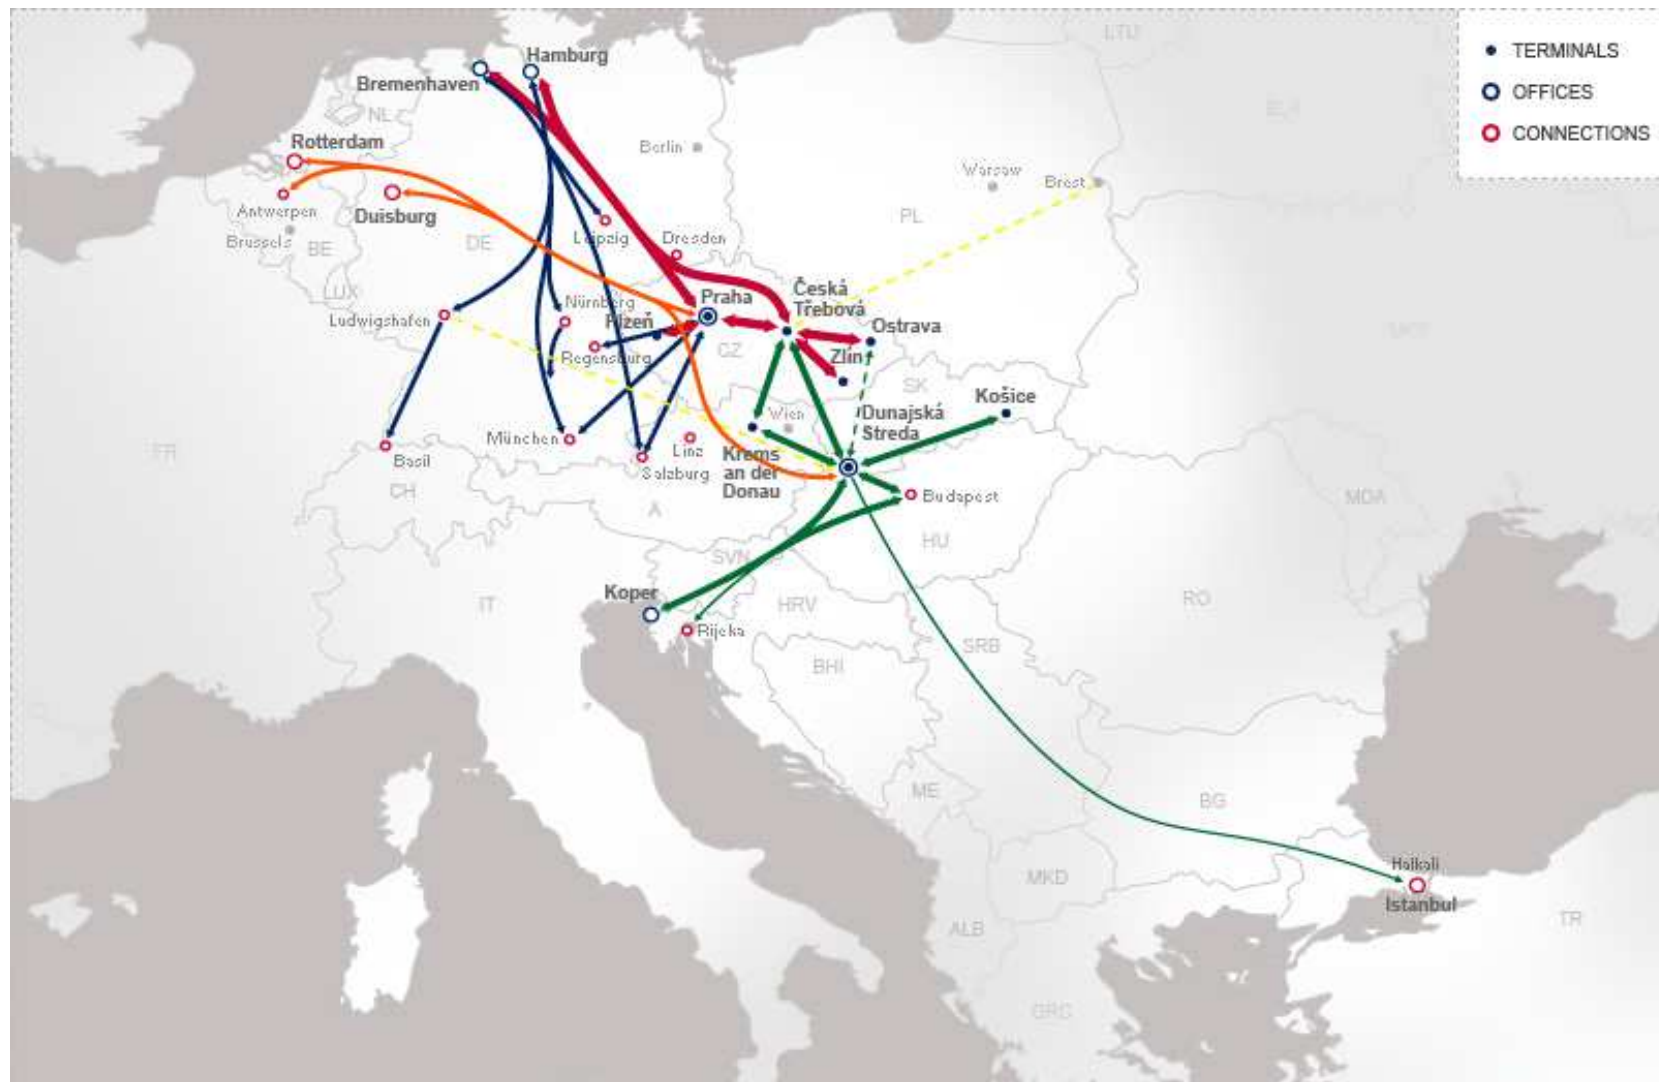 LTU
TERMINALS
OFFICES
CONNECTIONS
Hamburg
Bremenhaven
NL
Rotterdam
Berlin
Warsaw
Brest
Antwerpen
Duisburg
Brussels
BE
DE
Leipzig
Dresden
PL
LUX
Ludwigshafen
Nürnberg
Plzeň
Praha
Česká
Třebová
Ostrava
Regensburg
CZ
Zlín
SK
Košice
FR
München
Wien
Dunajská
Streda
Basil
Linz
Salzburg
Krems
an der
Donau
CH
A
Budapest
MDA
HU
SVN
Koper
IT
HRV
RO
Rijeka
SRB
BHI
ME
BG
MKD
Halkali
Istanbul
ALB
TR
GRC